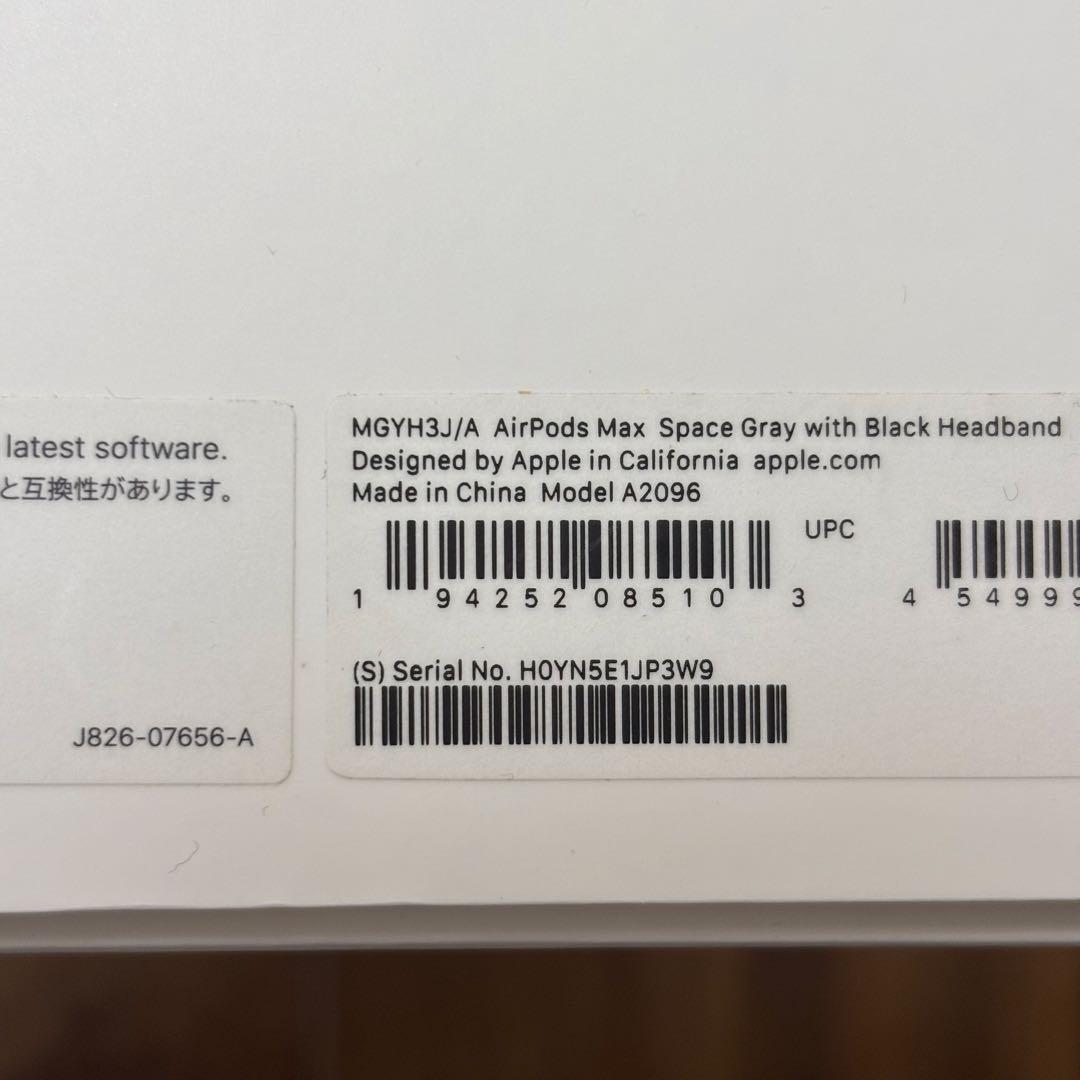 latest software.
と互換性があります。
J826-07656-A
MGYH3J/A AirPods Max Space Gray with Black Headband
Designed by Apple in California apple.com
Made in China Model A2096
UPC
1 94252 08510 3
4 54999
(S) Serial No. H0YN5E1JP3W9